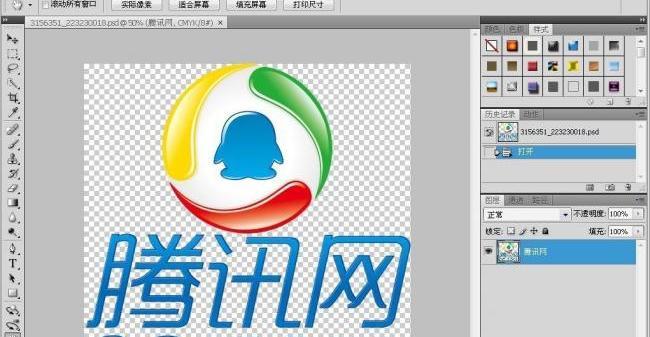 滚动所有窗口 实际像素 适合屏幕 填充屏幕 打印尺寸
3156351_223230018.psd @ 50% (腾讯网, CMYK/8#) ×
颜色 色板 样式
历史记录 动作
3156351_223230018.psd
打开
图层 通道 路径
正常 不透明度: 100%
锁定: 填充: 100%
腾讯网
腾讯网